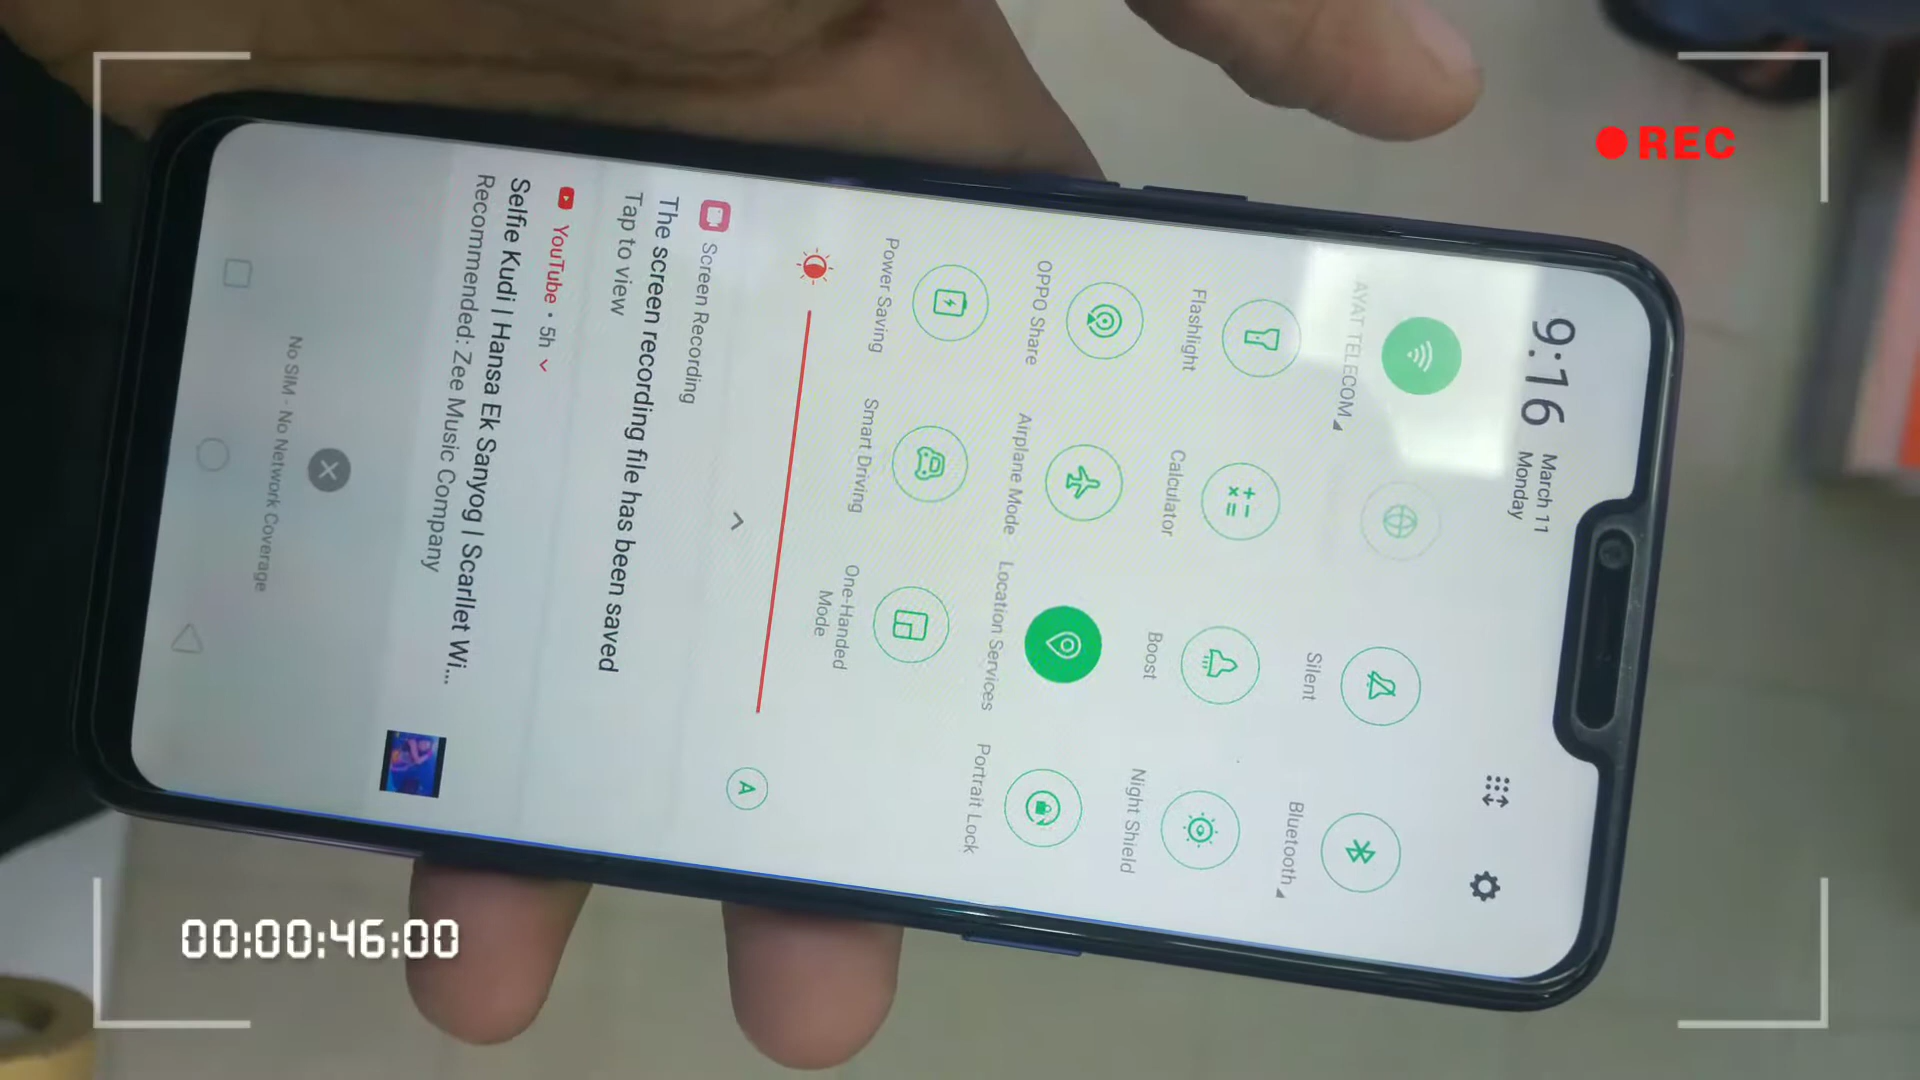 REC
9:16
March 11
Monday
AYAT TELECOM
Silent
Bluetooth
Flashlight
Calculator
Boost
Night Shield
OPPO Share
Airplane Mode
Location Services
Portrait Lock
Power Saving
Smart Driving
One-Handed
Mode
A
Screen Recording
The screen recording file has been saved
Tap to view
YouTube • 5h
Selfie Kudi | Hansa Ek Sanyog | Scarllet Wi...
Recommended: Zee Music Company
No SIM - No Network Coverage
00:00:46:00